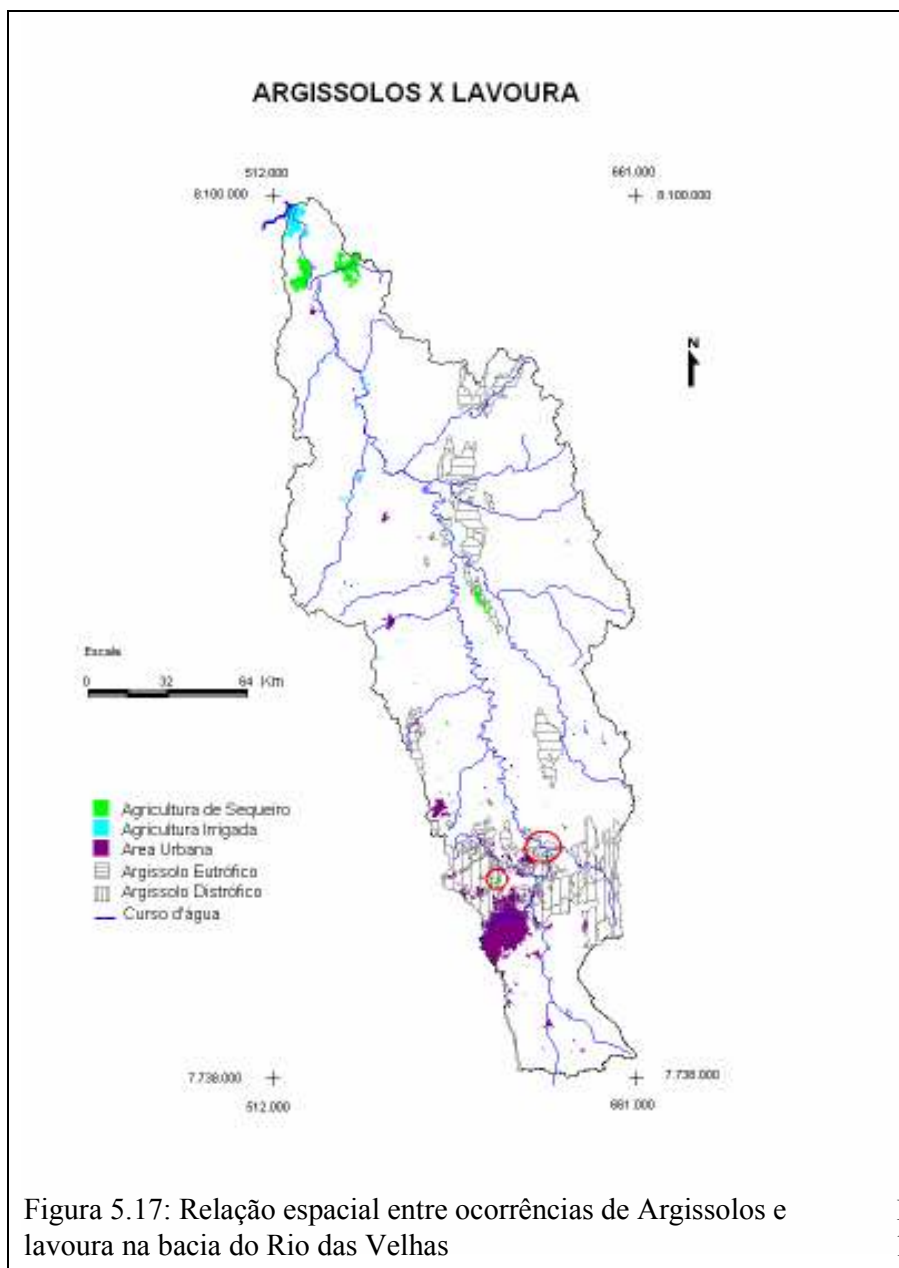 ARGISSOLOS X LAVOURA
512.000 661.000
8.100.000 8.100.000
N
Escala
0 32 64 Km
Agricultura de Sequeiro
Agricultura Irrigada
Area Urbana
Argissolo Eutrófico
Argissolo Distrófico
Curso d'água
7.738.000 7.738.000
512.000 661.000
Figura 5.17: Relação espacial entre ocorrências de Argissolos e
lavoura na bacia do Rio das Velhas